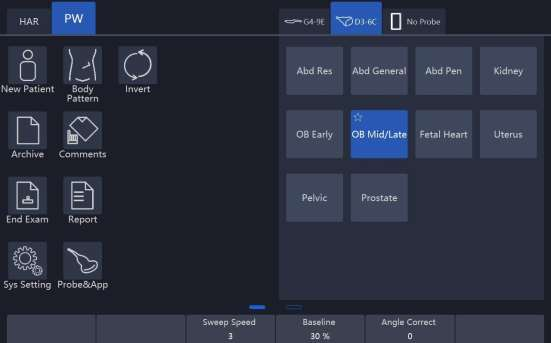 HAR
PW
G4-9E
D3-6C
No Probe
New Patient
Body
Pattern
Invert
Archive
Comments
End Exam
Report
Sys Setting
Probe&App
Abd Res
Abd General
Abd Pen
Kidney
OB Early
OB Mid/Late
Fetal Heart
Uterus
Pelvic
Prostate
Sweep Speed
3
Baseline
30 %
Angle Correct
0